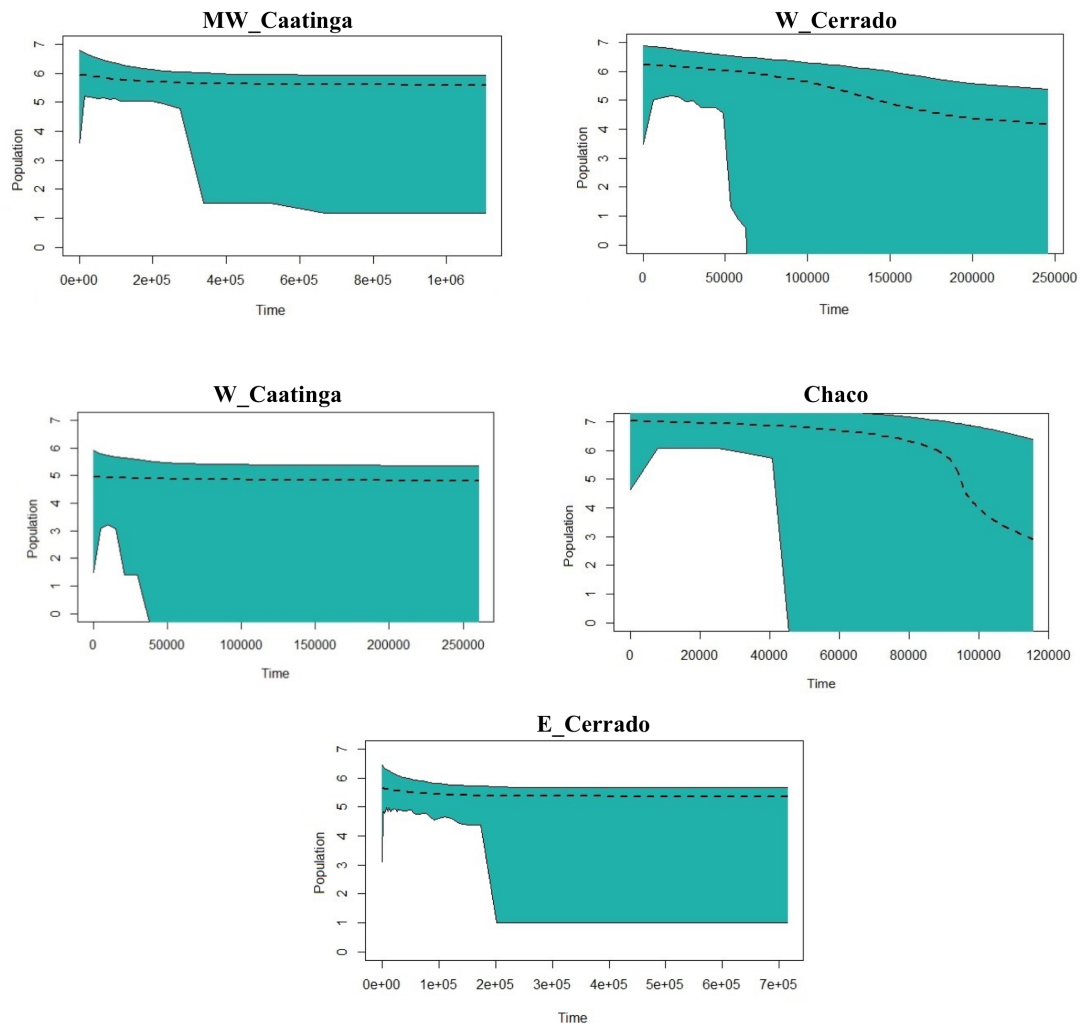 MW_Caatinga
Population
0 1 2 3 4 5 6 7
0e+00 2e+05 4e+05 6e+05 8e+05 1e+06
Time
W_Cerrado
Population
0 1 2 3 4 5 6 7
0 50000 100000 150000 200000 250000
Time
W_Caatinga
Population
0 1 2 3 4 5 6 7
0 50000 100000 150000 200000 250000
Time
Chaco
Population
0 1 2 3 4 5 6 7
0 20000 40000 60000 80000 100000 120000
Time
E_Cerrado
Population
0 1 2 3 4 5 6 7
0e+00 1e+05 2e+05 3e+05 4e+05 5e+05 6e+05 7e+05
Time